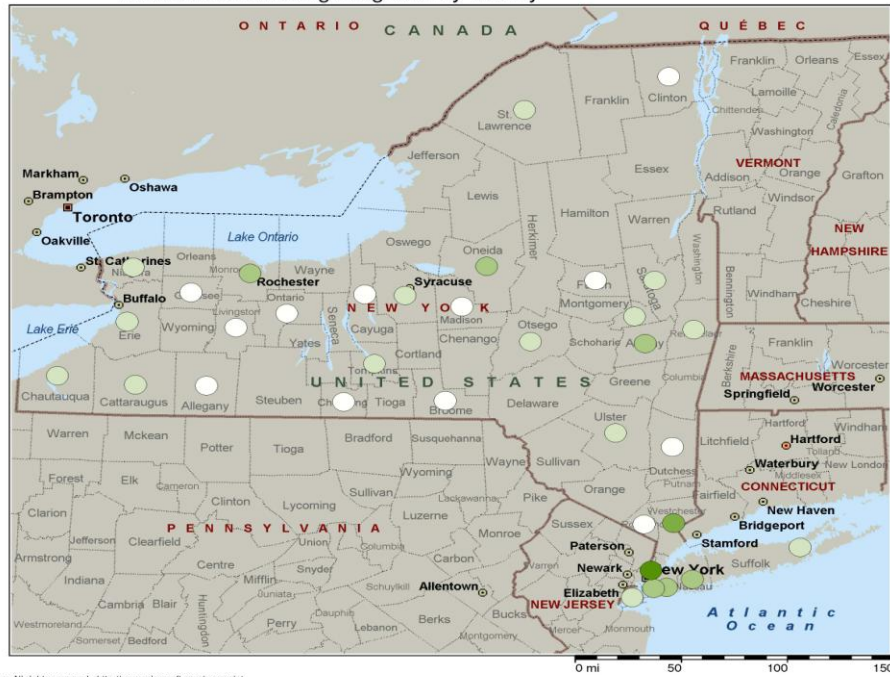 ONTARIO
CANADA
QUÉBEC
Franklin
Orleans
Essex
Clinton
Franklin
St. Lawrence
Lamoille
Chittenden
Caledonia
Washington
Jefferson
Essex
VERMONT
Addison
Orange
Grafton
Markham
Oshawa
Brampton
Toronto
Lewis
Hamilton
Warren
Rutland
Windsor
Herkimer
Washington
NEW HAMPSHIRE
Oakville
Lake Ontario
Oswego
Oneida
St. Catharines
Orleans
Rochester
Wayne
Syracuse
Saratoga
Bennington
Windham
Cheshire
Buffalo
Livingston
Ontario
NEW YORK
Madison
Montgomery
Lake Erie
Erie
Wyoming
Seneca
Cayuga
Yates
Cortland
Chenango
Otsego
Schoharie
Berkshire
Franklin
Worcester
MASSACHUSETTS
Worcester
Springfield
UNITED STATES
Greene
Columbia
Chautauqua
Cattaraugus
Allegany
Steuben
Tioga
Broome
Delaware
Ulster
Litchfield
Hartford
Windham
Hartford
Tolland
Warren
Mckean
Potter
Tioga
Bradford
Susquehanna
Wayne
Sullivan
Dutchess
Waterbury
Middlesex
New London
CONNECTICUT
Forest
Elk
Cameron
Clinton
Lycoming
Sullivan
Wyoming
Lackawanna
Pike
Orange
Putnam
Fairfield
New Haven
Clarion
Luzerne
Westchester
Bridgeport
Stamford
PENNSYLVANIA
Jefferson
Clearfield
Union
Columbia
Monroe
Sussex
Paterson
Suffolk
Armstrong
Centre
Snyder
Carbon
Warren
Newark
New York
Nassau
Indiana
Mifflin
Juniata
Schuylkill
Allentown
Elizabeth
NEW JERSEY
Cambria
Blair
Huntingdon
Dauphin
Berks
Bucks
Perry
Lebanon
Westmoreland
Somerset
Bedford
Montgomery
Mercer
Monmouth
Atlantic Ocean
0 mi
50
100
150